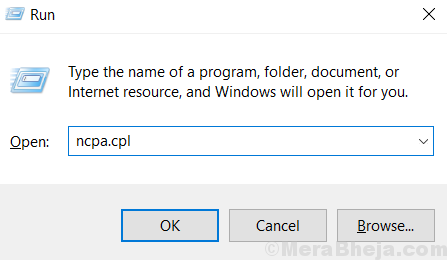 Run
Type the name of a program, folder, document, or
Internet resource, and Windows will open it for you.
Open:
ncpa.cpl
OK
Cancel
Browse...
©MeraBheja.com